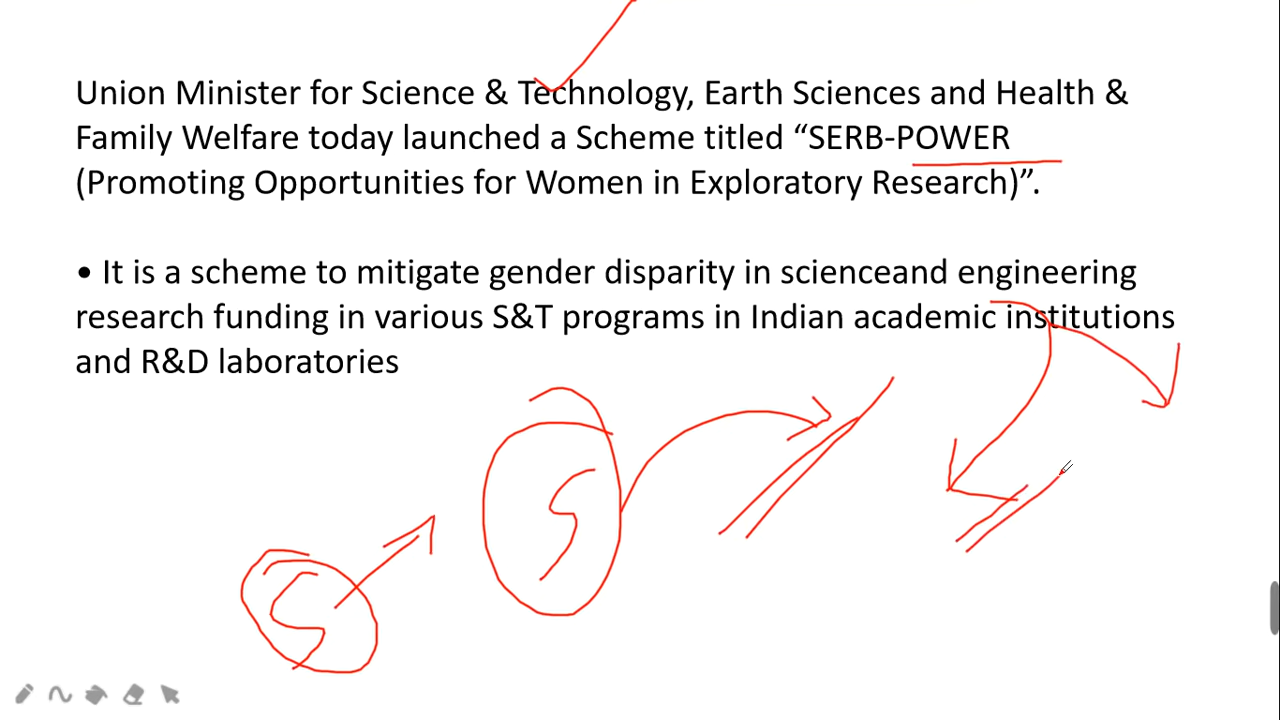 Union Minister for Science & Technology, Earth Sciences and Health &
Family Welfare today launched a Scheme titled “SERB-POWER
(Promoting Opportunities for Women in Exploratory Research)”.
• It is a scheme to mitigate gender disparity in scienceand engineering
research funding in various S&T programs in Indian academic institutions
and R&D laboratories
S
S